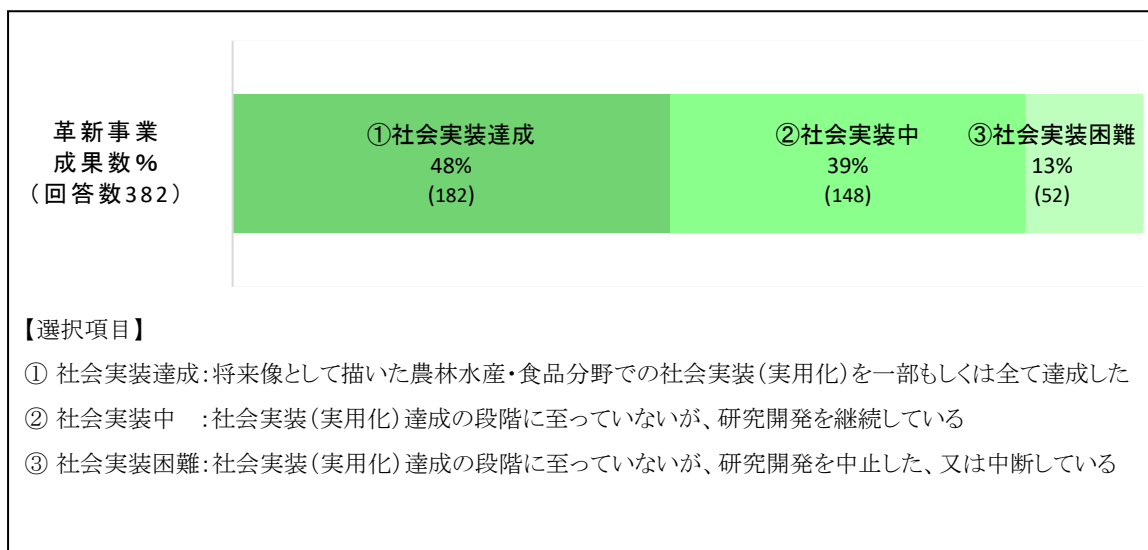 革新事業
成果数%
(回答数382)
①社会実装達成
48%
(182)
②社会実装中
39%
(148)
③社会実装困難
13%
(52)
【選択項目】
① 社会実装達成:将来像として描いた農林水産・食品分野での社会実装(実用化)を一部もしくは全て達成した
② 社会実装中　:社会実装(実用化)達成の段階に至っていないが、研究開発を継続している
③ 社会実装困難:社会実装(実用化)達成の段階に至っていないが、研究開発を中止した、又は中断している